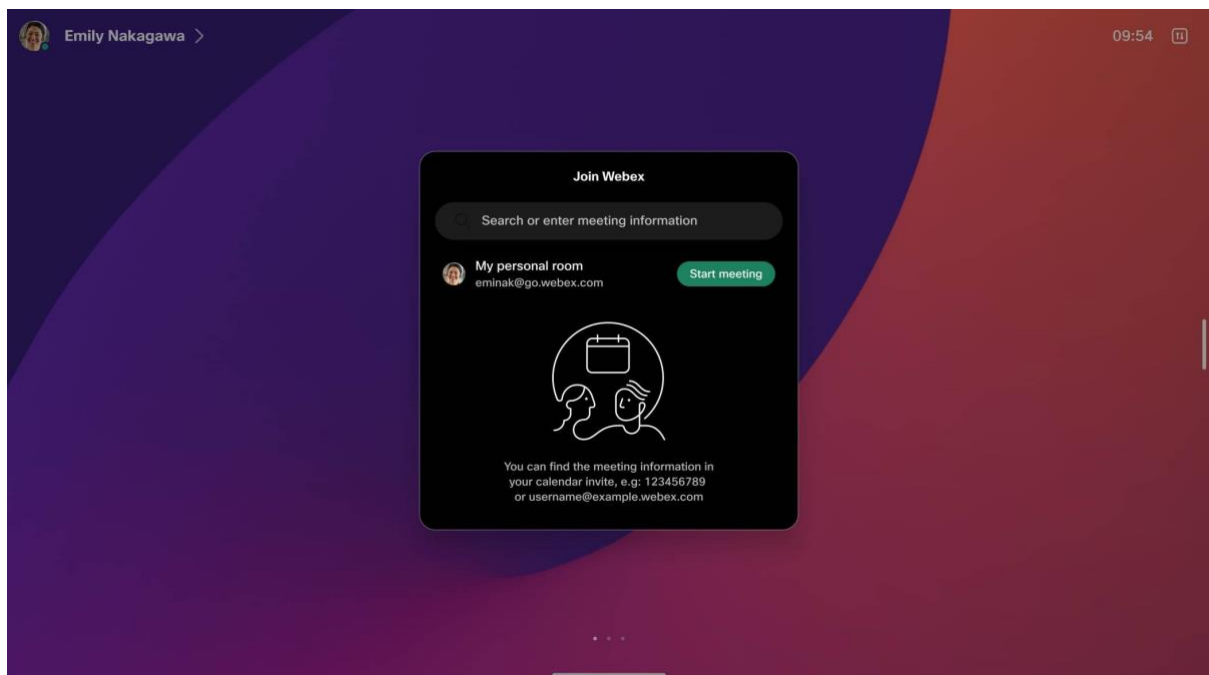 Emily Nakagawa
09:54
Join Webex
Search or enter meeting information
My personal room
eminak@go.webex.com
Start meeting
You can find the meeting information in
your calendar invite, e.g: 123456789
or username@example.webex.com